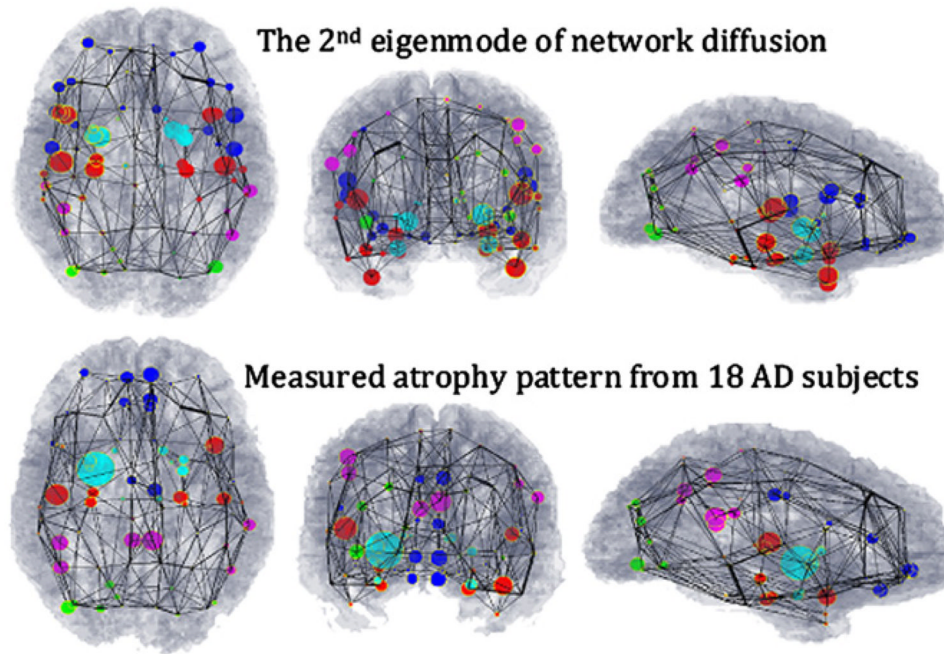 The 2nd eigenmode of network diffusion
Measured atrophy pattern from 18 AD subjects